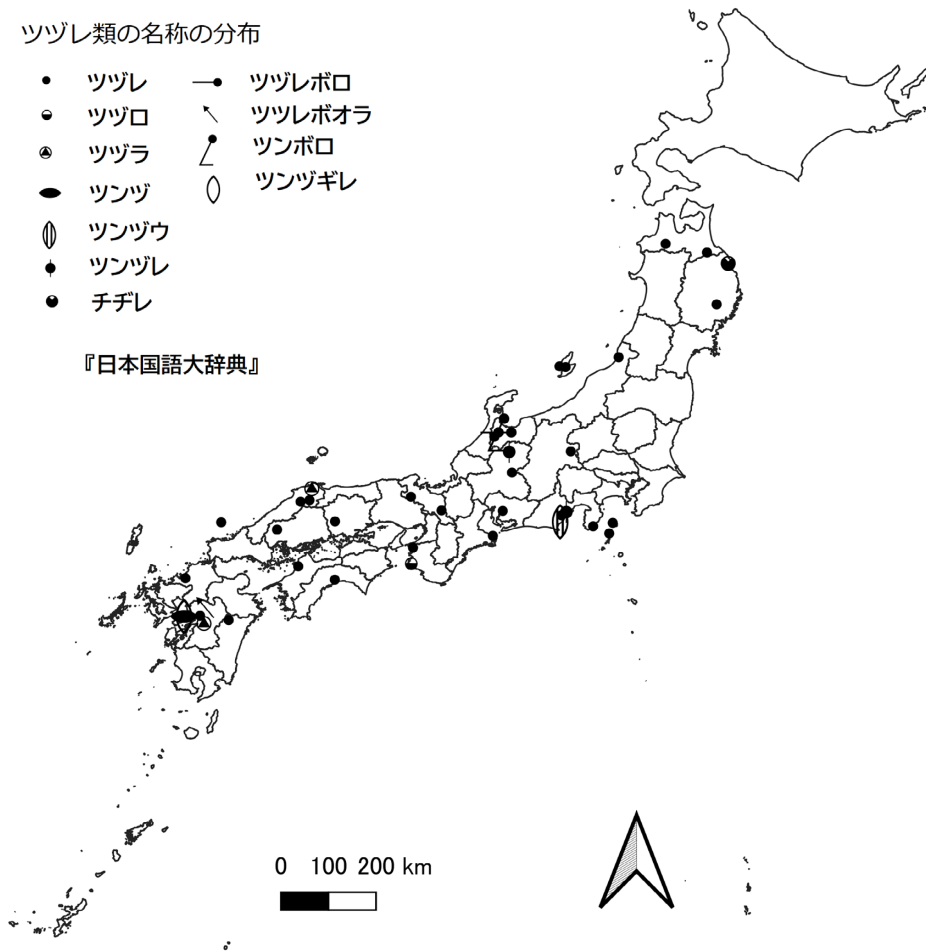 ツヅレ類の名称の分布
ツヅレ
ツヅロ
ツヅラ
ツンヅ
ツンヅウ
ツンヅレ
チヂレ
ツヅレボロ
ツツレボオラ
ツンボロ
ツンヅギレ
『日本国語大辞典』
0 100 200 km